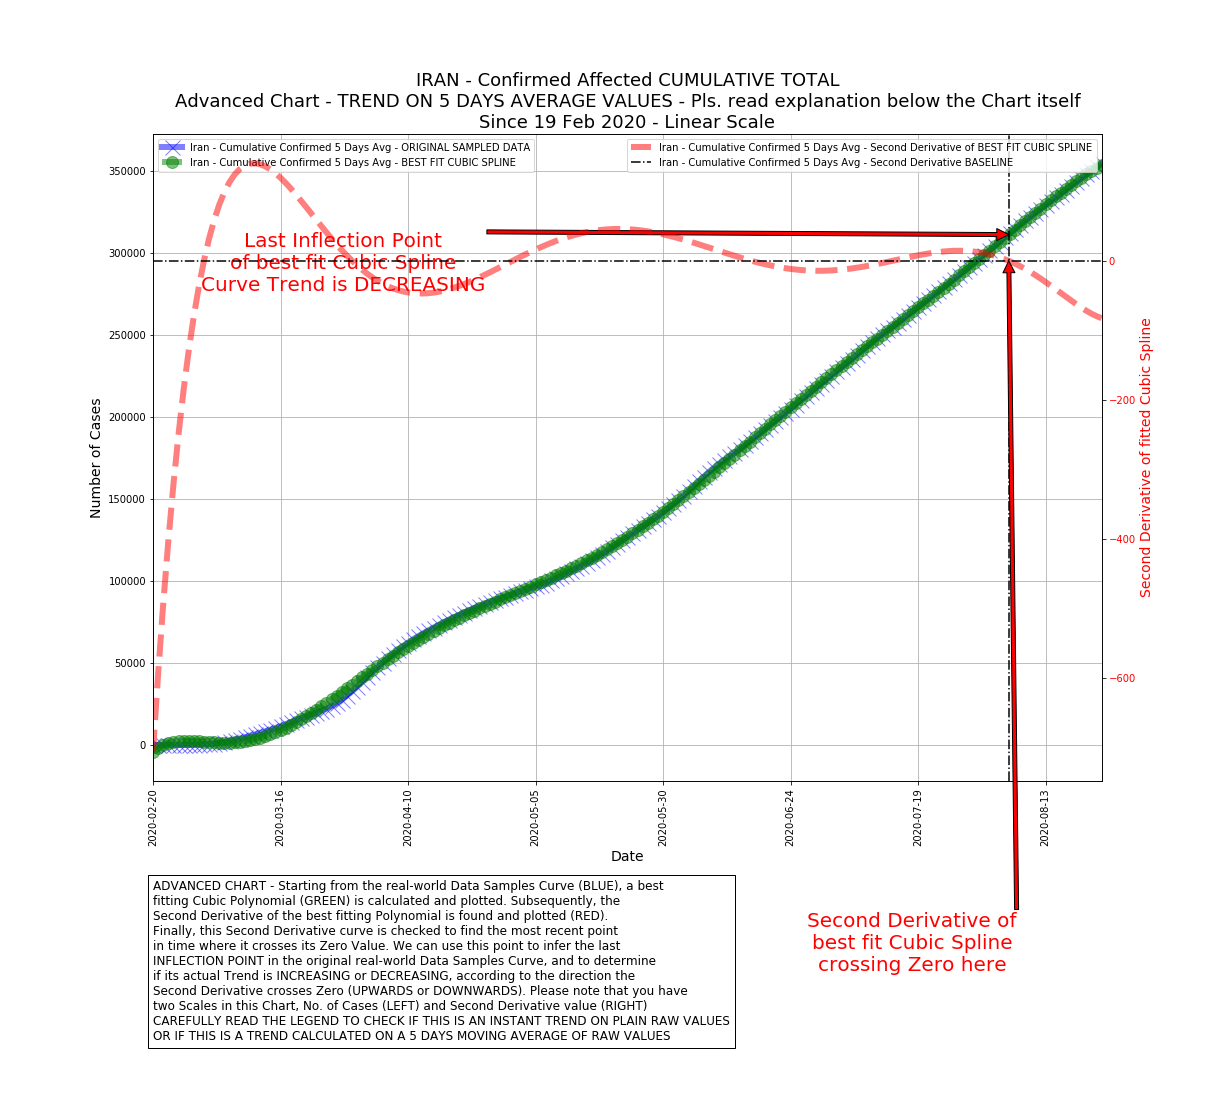 IRAN - Confirmed Affected CUMULATIVE TOTAL
Advanced Chart - TREND ON 5 DAYS AVERAGE VALUES - Pls. read explanation below the Chart itself
Since 19 Feb 2020 - Linear Scale
Iran - Cumulative Confirmed 5 Days Avg - ORIGINAL SAMPLED DATA
Iran - Cumulative Confirmed 5 Days Avg - BEST FIT CUBIC SPLINE
Iran - Cumulative Confirmed 5 Days Avg - Second Derivative of BEST FIT CUBIC SPLINE
Iran - Cumulative Confirmed 5 Days Avg - Second Derivative BASELINE
Last Inflection Point
of best fit Cubic Spline
Curve Trend is DECREASING
Number of Cases
350000
300000
250000
200000
150000
100000
50000
0
Second Derivative of fitted Cubic Spline
0
−200
−400
−600
2020-02-20
2020-03-16
2020-04-10
2020-05-05
2020-05-30
2020-06-24
2020-07-19
2020-08-13
Date
Second Derivative of
best fit Cubic Spline
crossing Zero here
ADVANCED CHART - Starting from the real-world Data Samples Curve (BLUE), a best
fitting Cubic Polynomial (GREEN) is calculated and plotted. Subsequently, the
Second Derivative of the best fitting Polynomial is found and plotted (RED).
Finally, this Second Derivative curve is checked to find the most recent point
in time where it crosses its Zero Value. We can use this point to infer the last
INFLECTION POINT in the original real-world Data Samples Curve, and to determine
if its actual Trend is INCREASING or DECREASING, according to the direction the
Second Derivative crosses Zero (UPWARDS or DOWNWARDS). Please note that you have
two Scales in this Chart, No. of Cases (LEFT) and Second Derivative value (RIGHT)
CAREFULLY READ THE LEGEND TO CHECK IF THIS IS AN INSTANT TREND ON PLAIN RAW VALUES
OR IF THIS IS A TREND CALCULATED ON A 5 DAYS MOVING AVERAGE OF RAW VALUES